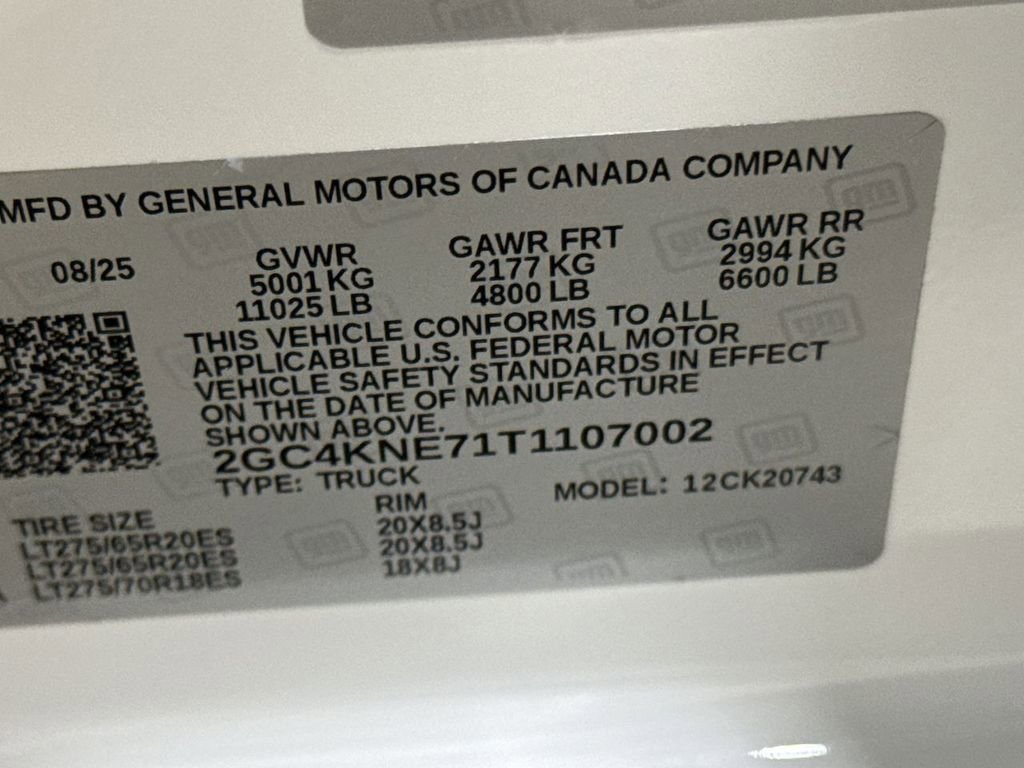 MFD BY GENERAL MOTORS OF CANADA COMPANY
08/25 GVWR GAWR FRT GAWR RR
5001 KG 2177 KG 2994 KG
11025 LB 4800 LB 6600 LB
THIS VEHICLE CONFORMS TO ALL
APPLICABLE U.S. FEDERAL MOTOR
VEHICLE SAFETY STANDARDS IN EFFECT
ON THE DATE OF MANUFACTURE
SHOWN ABOVE.
2GC4KNE71T1107002
TYPE: TRUCK MODEL: 12CK20743
TIRE SIZE RIM
LT275/65R20ES 20X8.5J
LT275/65R20ES 20X8.5J
LT275/70R18ES 18X8J